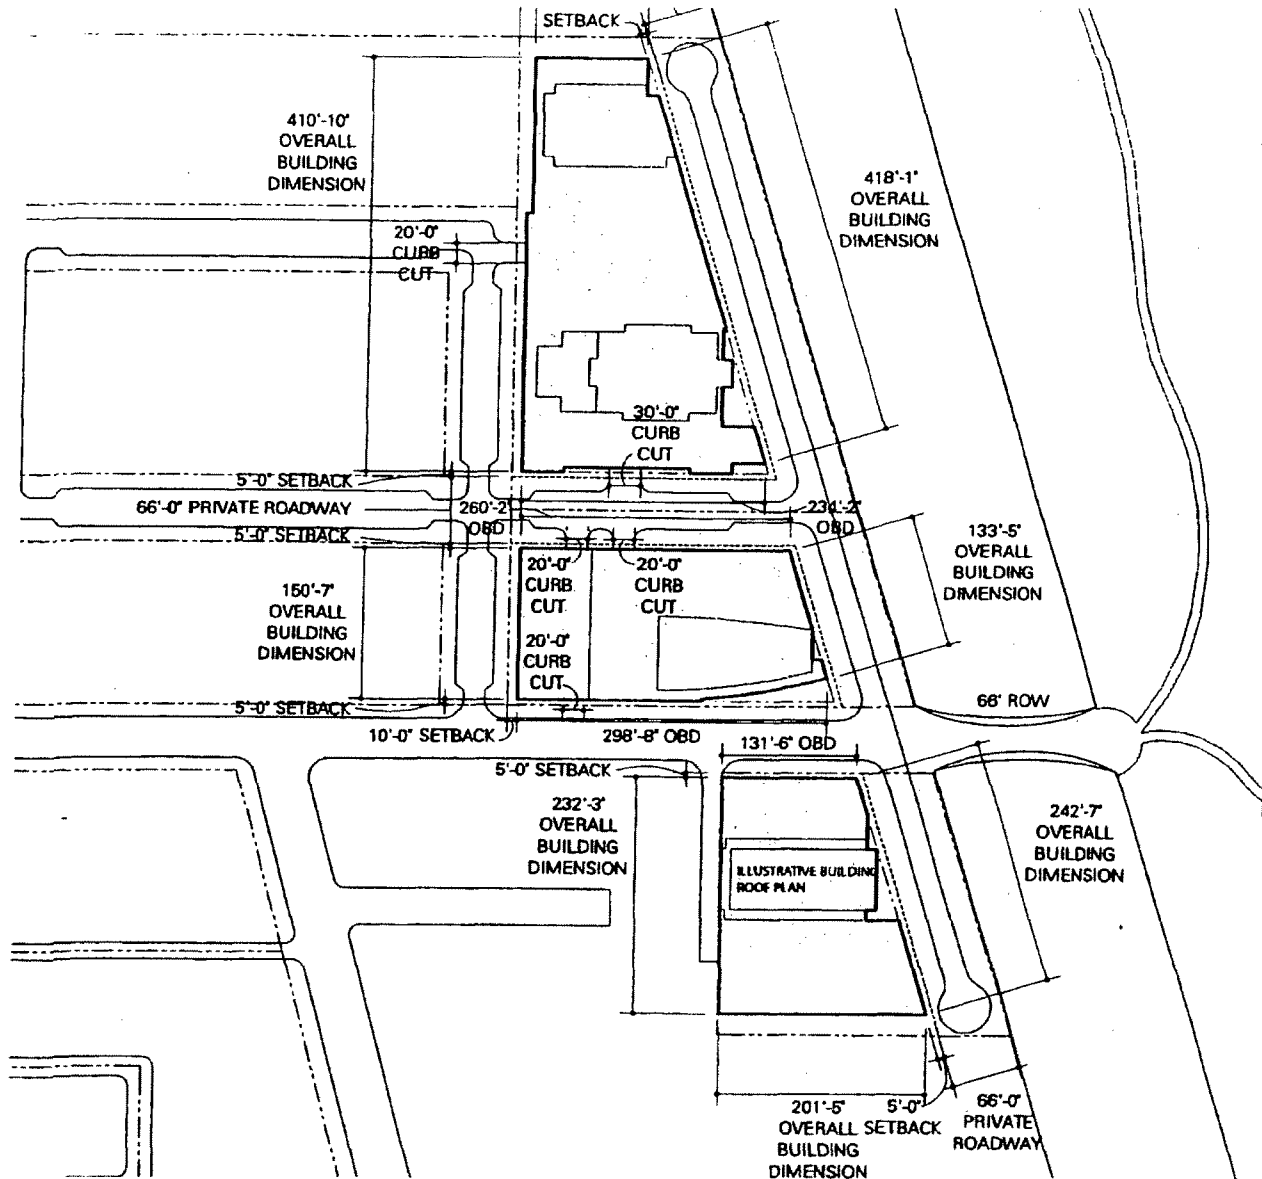 SETBACK
410'-10"
OVERALL
BUILDING
DIMENSION
418'-1"
OVERALL
BUILDING
DIMENSION
20'-0"
CURB
CUT
30'-0"
CURB
CUT
5'-0" SETBACK
66'-0" PRIVATE ROADWAY
260'-2"
OBD
234'-2"
OBD
5'-0" SETBACK
133'-5"
OVERALL
BUILDING
DIMENSION
20'-0"
CURB
CUT
20'-0"
CURB
CUT
150'-7"
OVERALL
BUILDING
DIMENSION
20'-0"
CURB
CUT
5'-0" SETBACK
66' ROW
10'-0" SETBACK
298'-8" OBD
131'-6" OBD
5'-0" SETBACK
232'-3"
OVERALL
BUILDING
DIMENSION
242'-7"
OVERALL
BUILDING
DIMENSION
ILLUSTRATIVE BUILDING
ROOF PLAN
201'-5"
OVERALL
BUILDING
DIMENSION
5'-0"
SETBACK
66'-0"
PRIVATE
ROADWAY